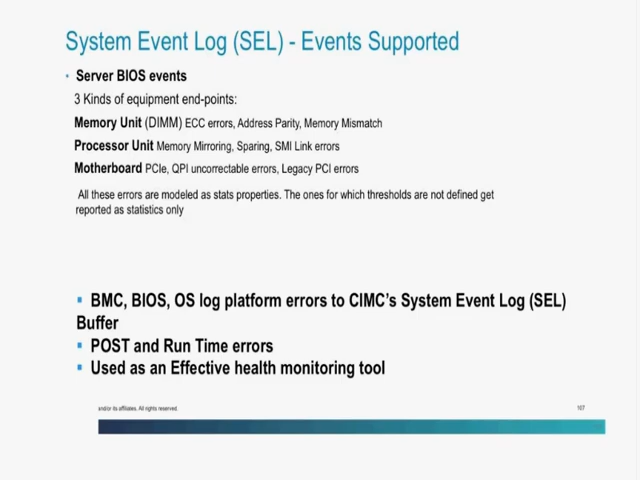 System Event Log (SEL) - Events Supported
• Server BIOS events
3 Kinds of equipment end-points:
Memory Unit (DIMM) ECC errors, Address Parity, Memory Mismatch
Processor Unit Memory Mirroring, Sparing, SMI Link errors
Motherboard PCIe, QPI uncorrectable errors, Legacy PCI errors
All these errors are modeled as stats properties. The ones for which thresholds are not defined get
reported as statistics only
▪ BMC, BIOS, OS log platform errors to CIMC's System Event Log (SEL)
Buffer
▪ POST and Run Time errors
▪ Used as an Effective health monitoring tool
and/or its affiliates. All rights reserved.
107